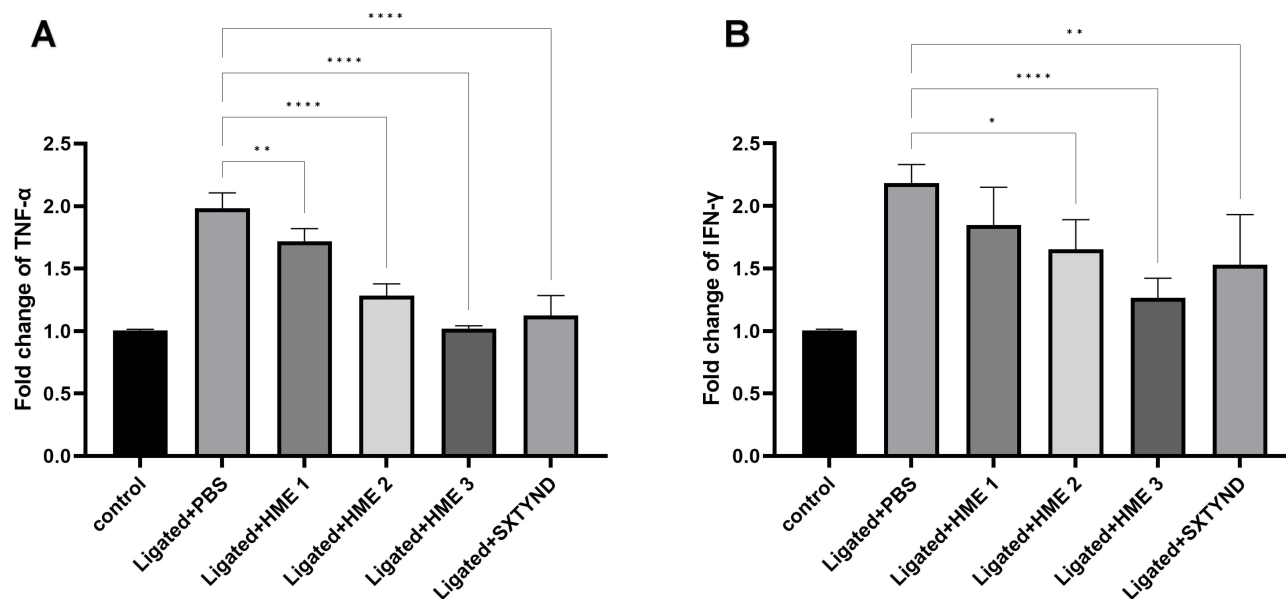 A
****
****
****
**
Fold change of TNF-α
2.5
2.0
1.5
1.0
0.5
0.0
control
Ligated+PBS
Ligated+HME 1
Ligated+HME 2
Ligated+HME 3
Ligated+SXTYND
B
**
****
*
Fold change of IFN-γ
2.5
2.0
1.5
1.0
0.5
0.0
control
Ligated+PBS
Ligated+HME 1
Ligated+HME 2
Ligated+HME 3
Ligated+SXTYND